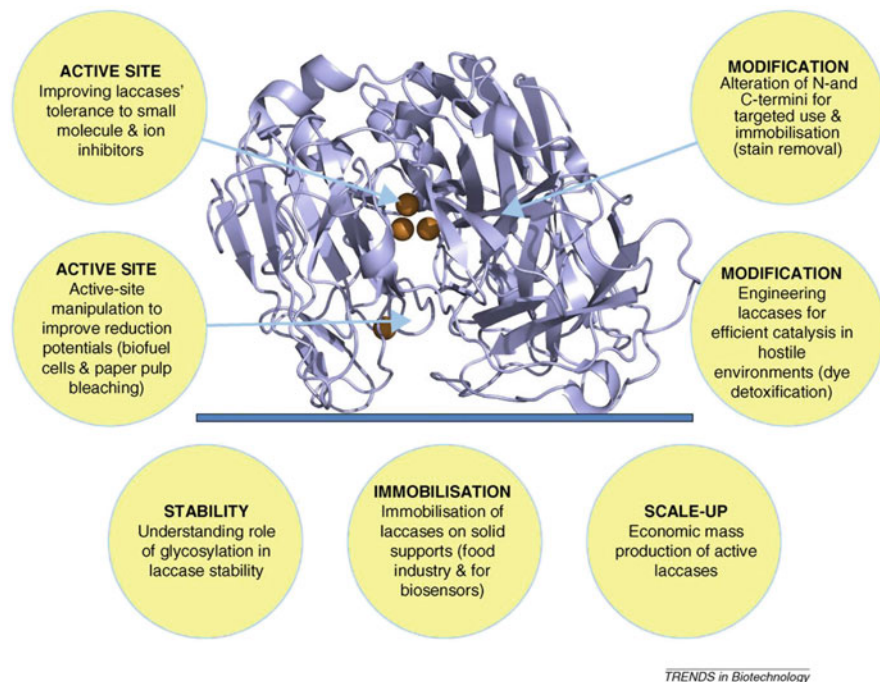 ACTIVE SITE
Improving laccases'
tolerance to small
molecule & ion
inhibitors
MODIFICATION
Alteration of N-and
C-termini for
targeted use &
immobilisation
(stain removal)
ACTIVE SITE
Active-site
manipulation to
improve reduction
potentials (biofuel
cells & paper pulp
bleaching)
MODIFICATION
Engineering
laccases for
efficient catalysis in
hostile
environments (dye
detoxification)
STABILITY
Understanding role
of glycosylation in
laccase stability
IMMOBILISATION
Immobilisation of
laccases on solid
supports (food
industry & for
biosensors)
SCALE-UP
Economic mass
production of active
laccases
TRENDS in Biotechnology